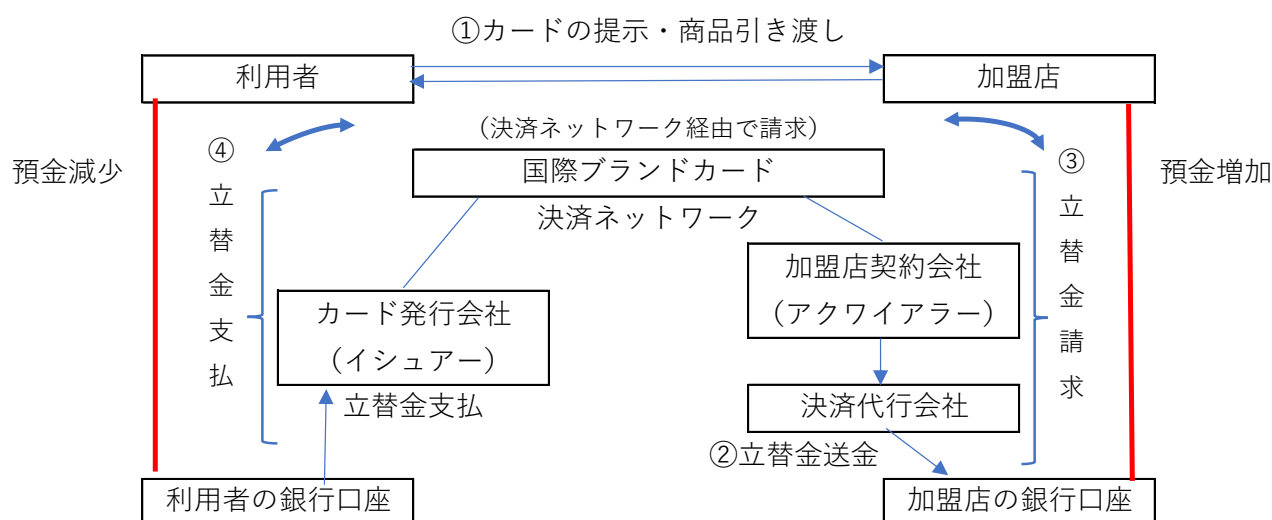 ①カードの提示・商品引き渡し
利用者
加盟店
(決済ネットワーク経由で請求)
国際ブランドカード
決済ネットワーク
預金減少
④立替金支払
③立替金請求
預金増加
加盟店契約会社
(アクワイアラー)
カード発行会社
(イシュアー)
立替金支払
決済代行会社
②立替金送金
利用者の銀行口座
加盟店の銀行口座